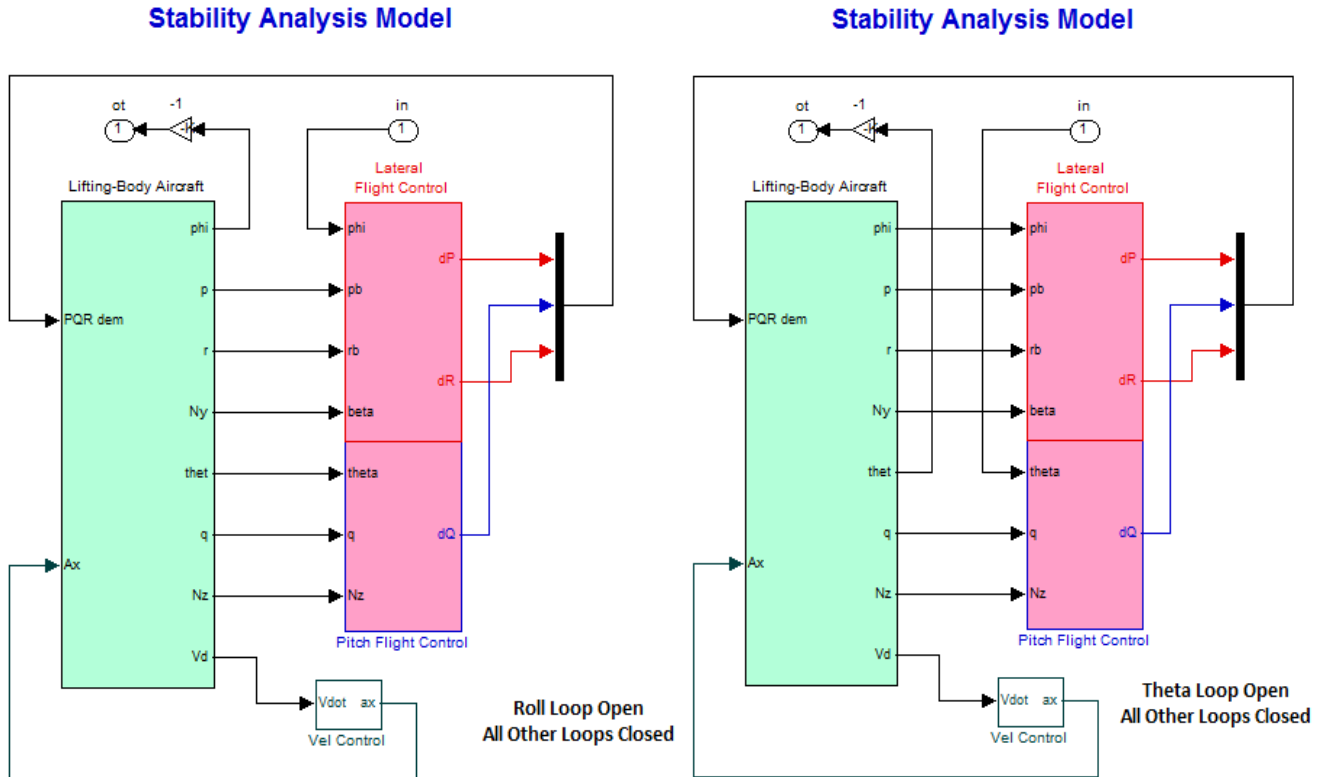 Stability Analysis Model
ot
-1
in
1
-K
1
Lateral
Flight Control
Lifting-Body Aircraft
phi
phi
dP
p
pb
PQR dem
r
rb
dR
Ny
beta
thet
theta
q
q
dQ
Ax
Nz
Nz
Pitch Flight Control
Vd
Vdot ax
Vel Control
Roll Loop Open
All Other Loops Closed
Stability Analysis Model
ot
-1
in
1
-K
1
Lateral
Flight Control
Lifting-Body Aircraft
phi
phi
dP
p
pb
PQR dem
r
rb
dR
Ny
beta
thet
theta
q
q
dQ
Ax
Nz
Nz
Pitch Flight Control
Vd
Vdot ax
Vel Control
Theta Loop Open
All Other Loops Closed